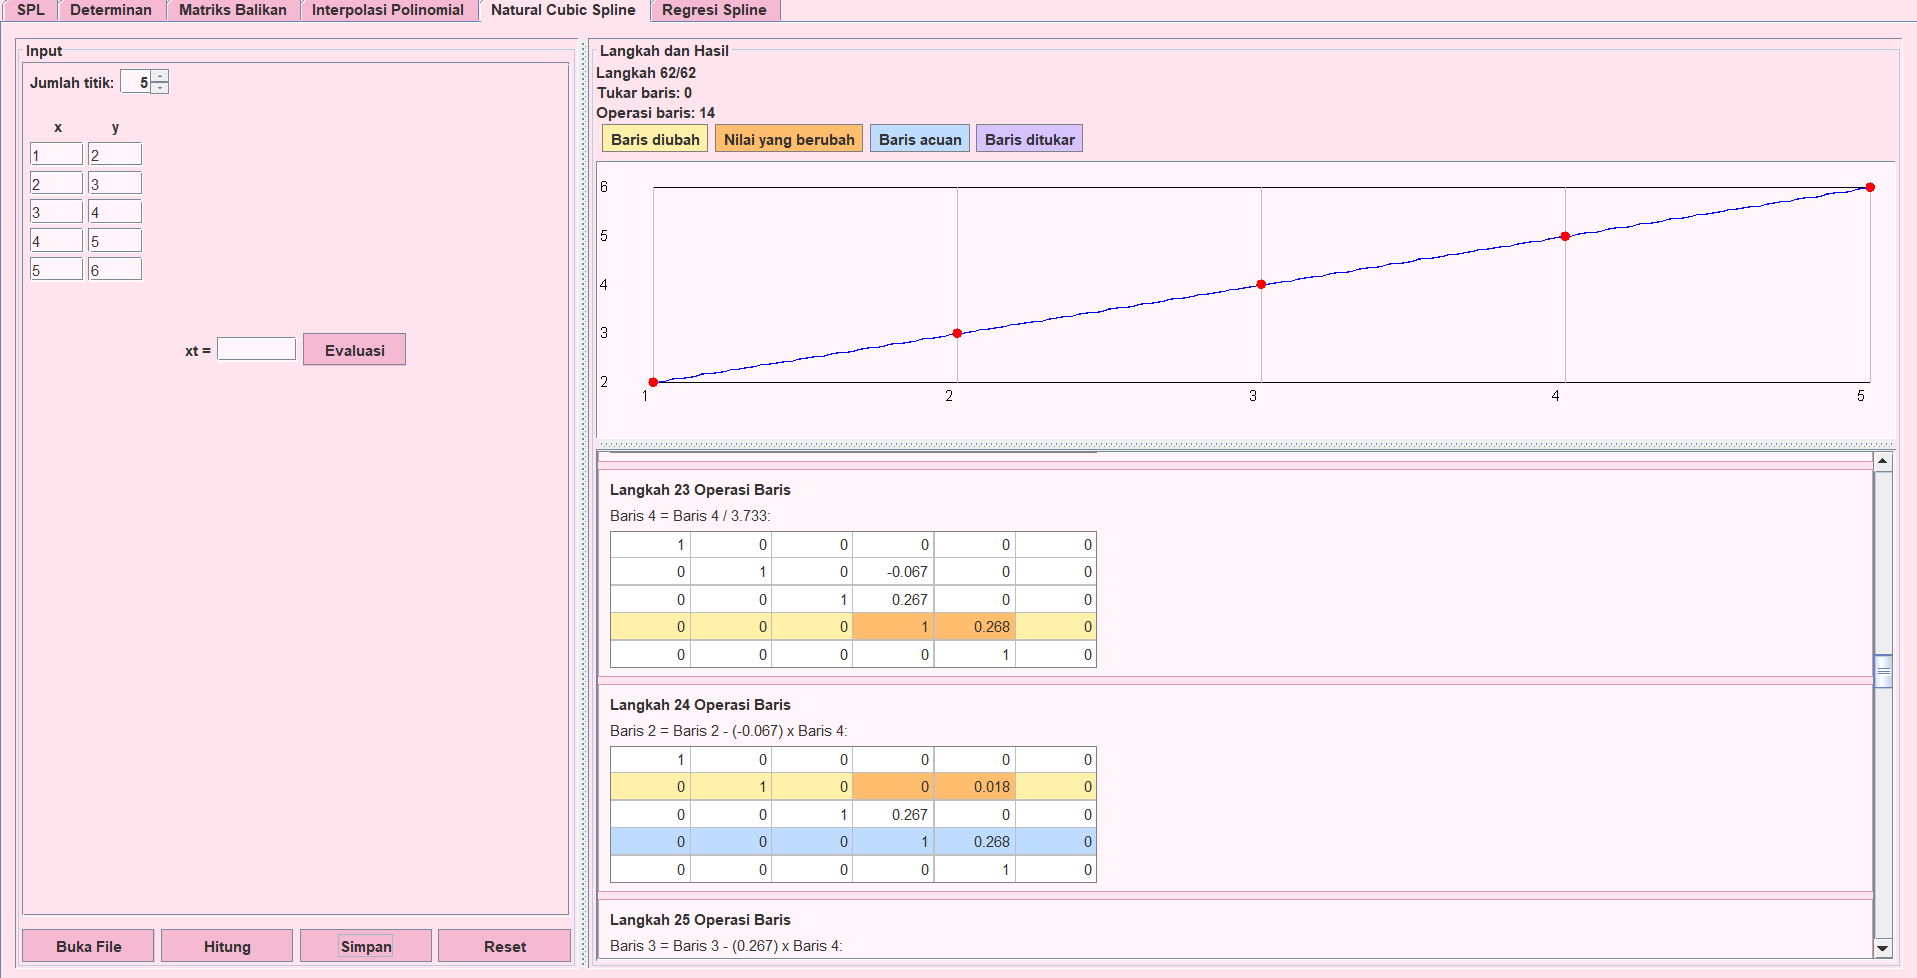 SPL Determinan Matriks Balikan Interpolasi Polinomial Natural Cubic Spline Regresi Spline
Input
Jumlah titik: 5
x y
1 2
2 3
3 4
4 5
5 6
xt = Evaluasi
Buka File Hitung Simpan Reset
Langkah dan Hasil
Langkah 62/62
Tukar baris: 0
Operasi baris: 14
Baris diubah Nilai yang berubah Baris acuan Baris ditukar
6
5
4
3
2
1 2 3 4 5
Langkah 23 Operasi Baris
Baris 4 = Baris 4 / 3.733:
1 0 0 0 0 0
0 1 0 -0.067 0 0
0 0 1 0.267 0 0
0 0 0 1 0.268 0
0 0 0 0 1 0
Langkah 24 Operasi Baris
Baris 2 = Baris 2 - (-0.067) x Baris 4:
1 0 0 0 0 0
0 1 0 0 0.018 0
0 0 1 0.267 0 0
0 0 0 1 0.268 0
0 0 0 0 1 0
Langkah 25 Operasi Baris
Baris 3 = Baris 3 - (0.267) x Baris 4: